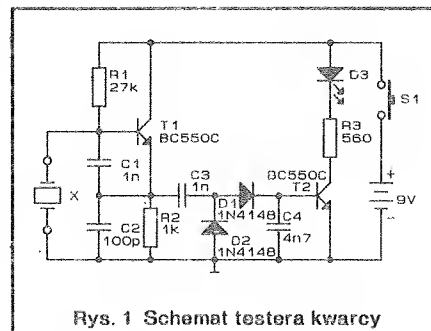 R1
27k
T1
BC550C
C1
1n
X
C2
100p
R2
1k
C3
1n
D1
1N4148
D2
1N4148
BC550C
T2
C4
4n7
D3
R3
560
S1
+
9V
-
Rys. 1 Schemat testera kwarcy